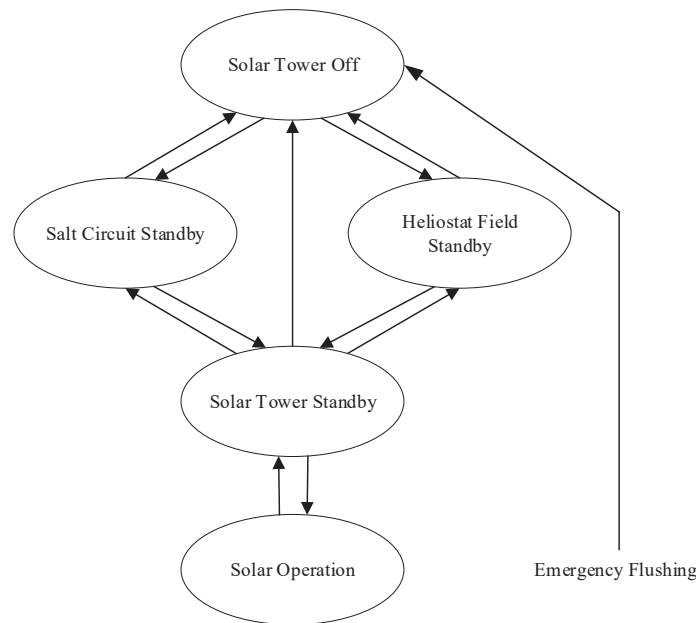 Solar Tower Off
Salt Circuit Standby
Heliostat Field
Standby
Solar Tower Standby
Solar Operation
Emergency Flushing